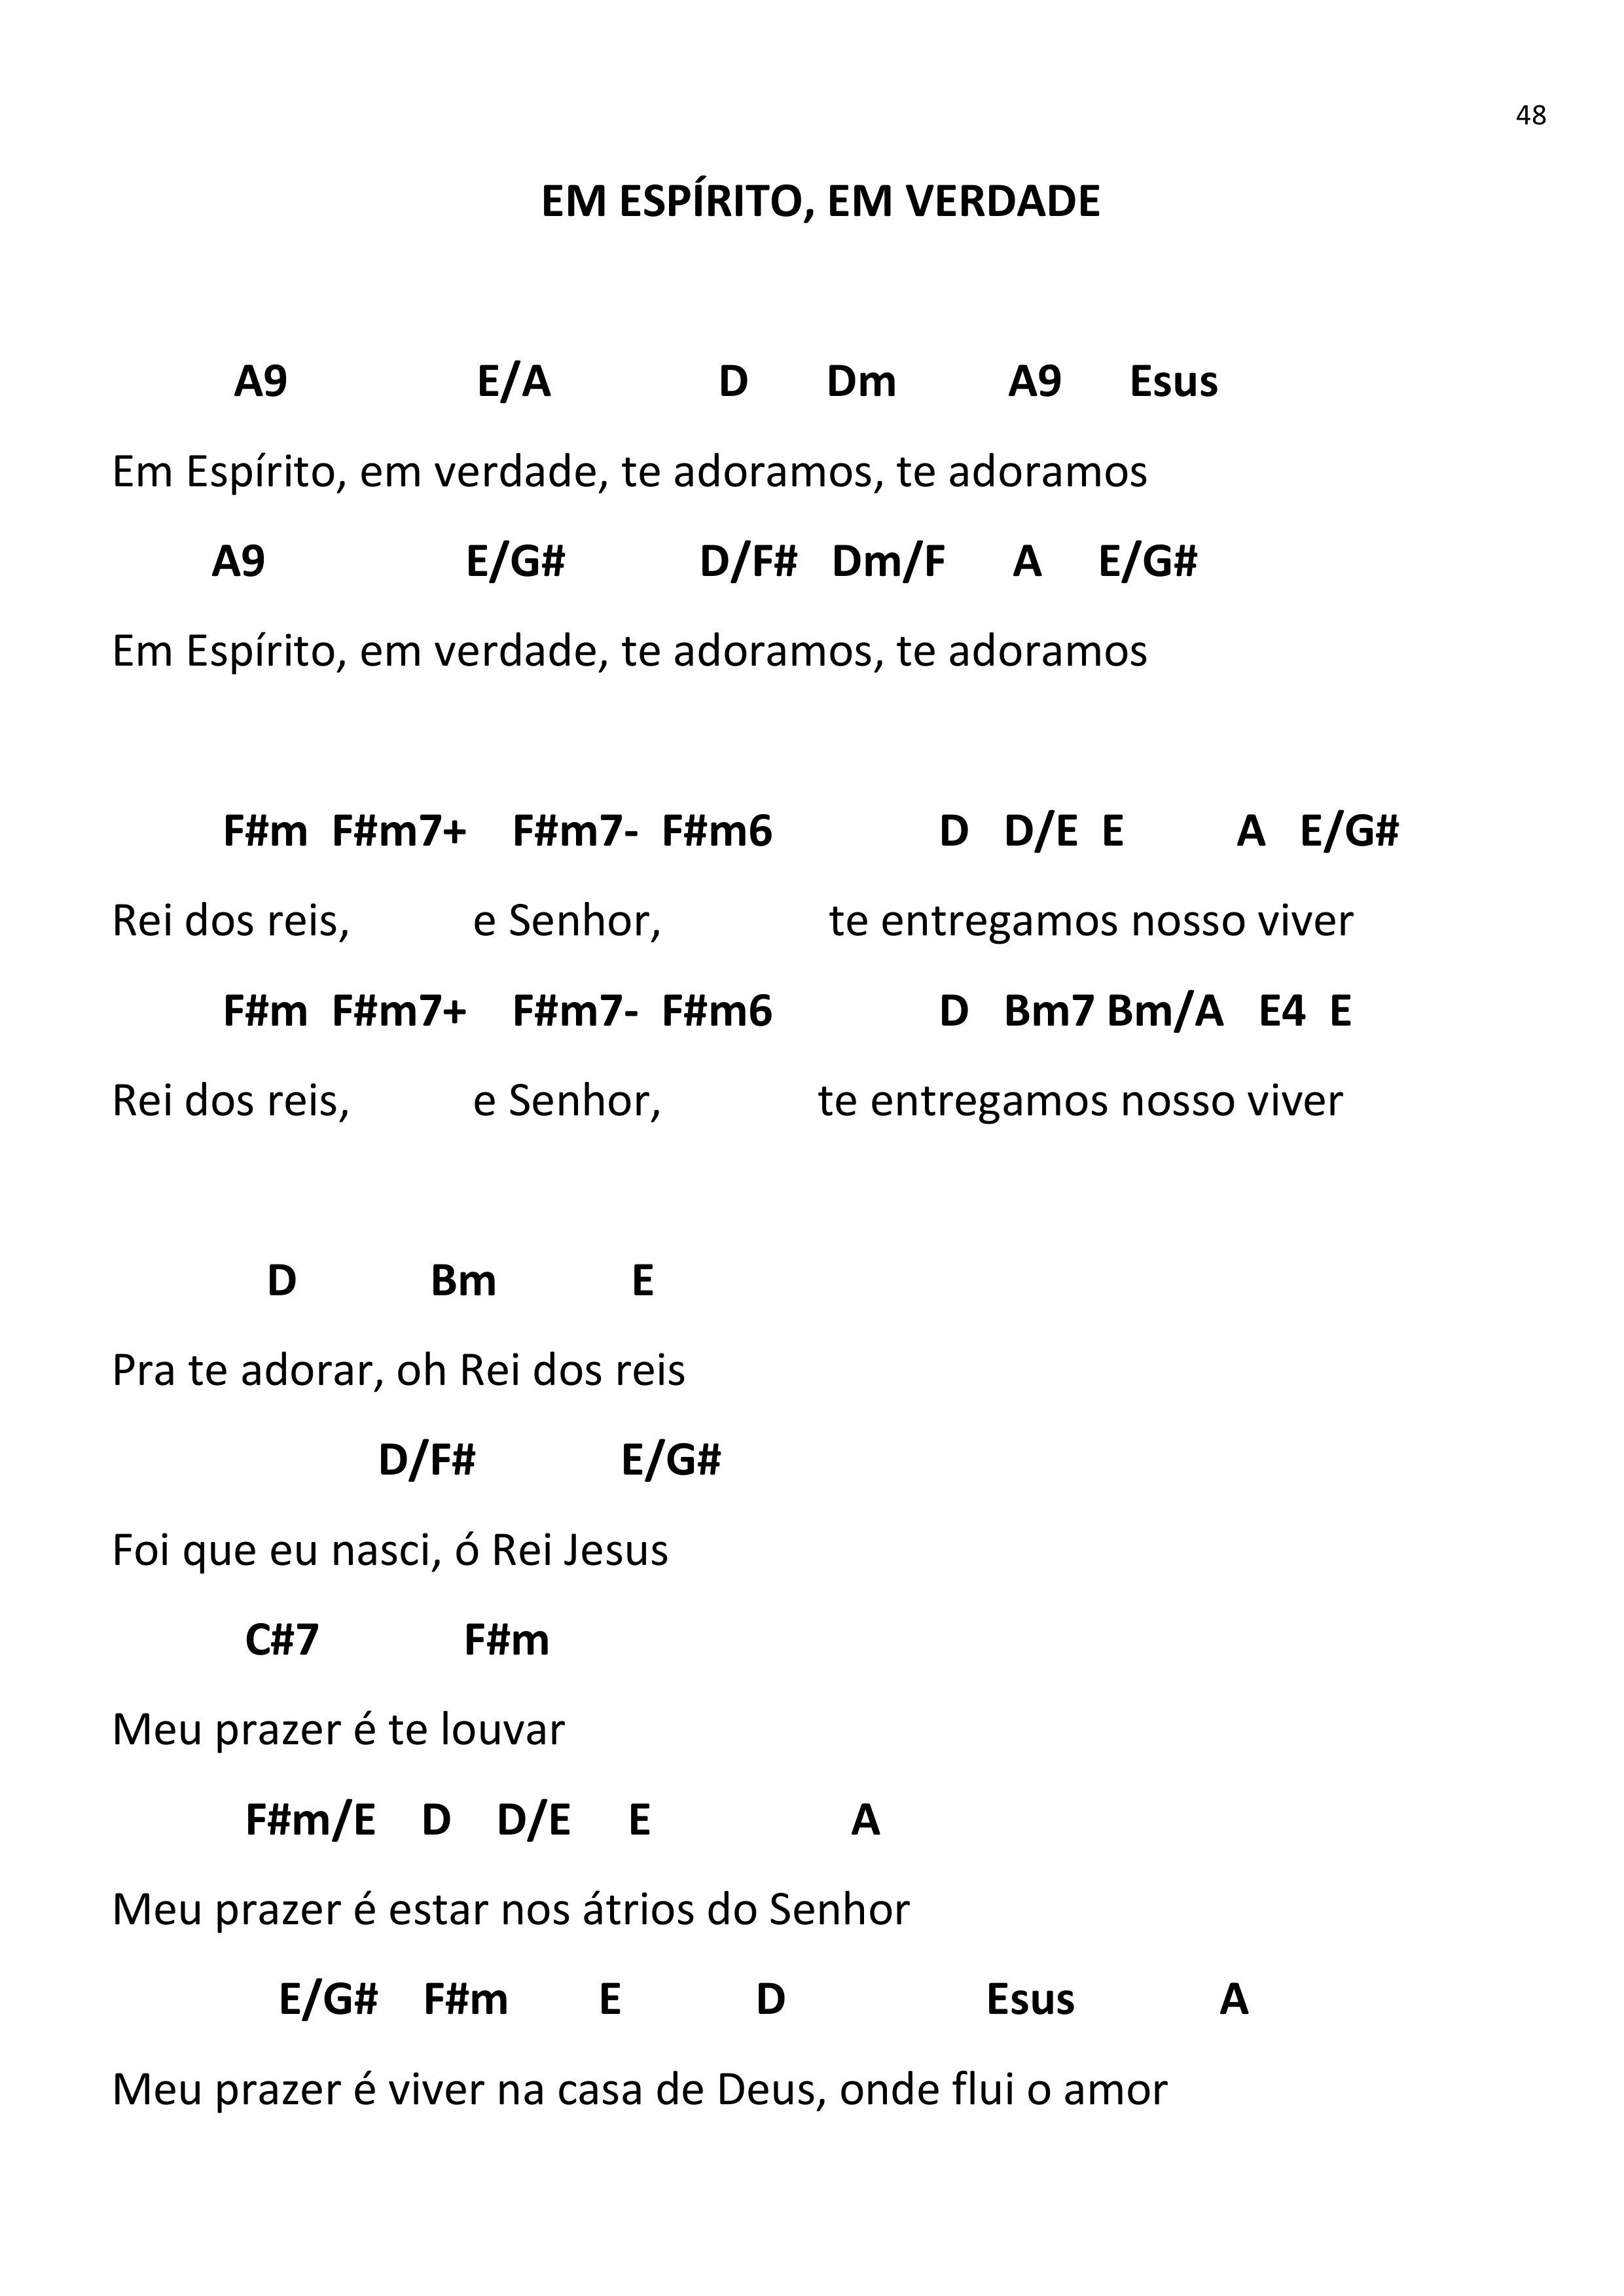 48
EM ESPÍRITO, EM VERDADE
A9 E/A D Dm A9 Esus
Em Espírito, em verdade, te adoramos, te adoramos
A9 E/G# D/F# Dm/F A E/G#
Em Espírito, em verdade, te adoramos, te adoramos
F#m F#m7+ F#m7- F#m6 D D/E E A E/G#
Rei dos reis, e Senhor, te entregamos nosso viver
F#m F#m7+ F#m7- F#m6 D Bm7 Bm/A E4 E
Rei dos reis, e Senhor, te entregamos nosso viver
D Bm E
Pra te adorar, oh Rei dos reis
D/F# E/G#
Foi que eu nasci, ó Rei Jesus
C#7 F#m
Meu prazer é te louvar
F#m/E D D/E E A
Meu prazer é estar nos átrios do Senhor
E/G# F#m E D Esus A
Meu prazer é viver na casa de Deus, onde flui o amor